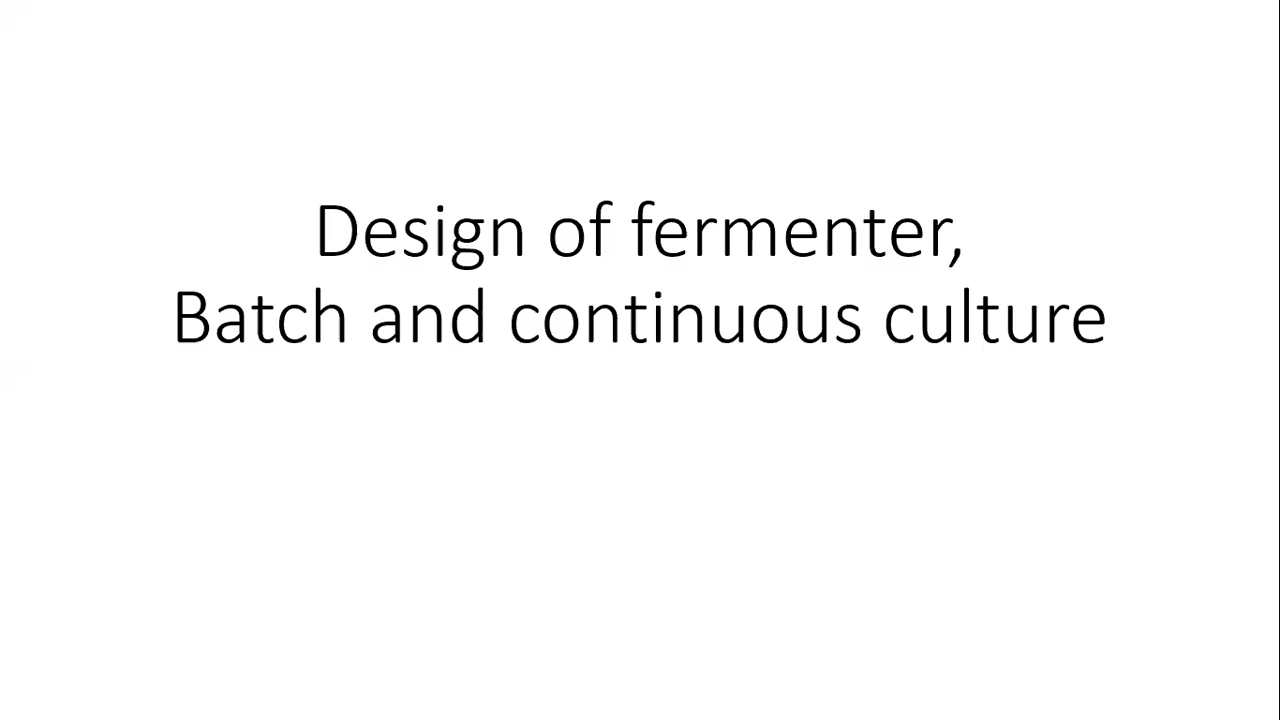 Design of fermenter,
Batch and continuous culture